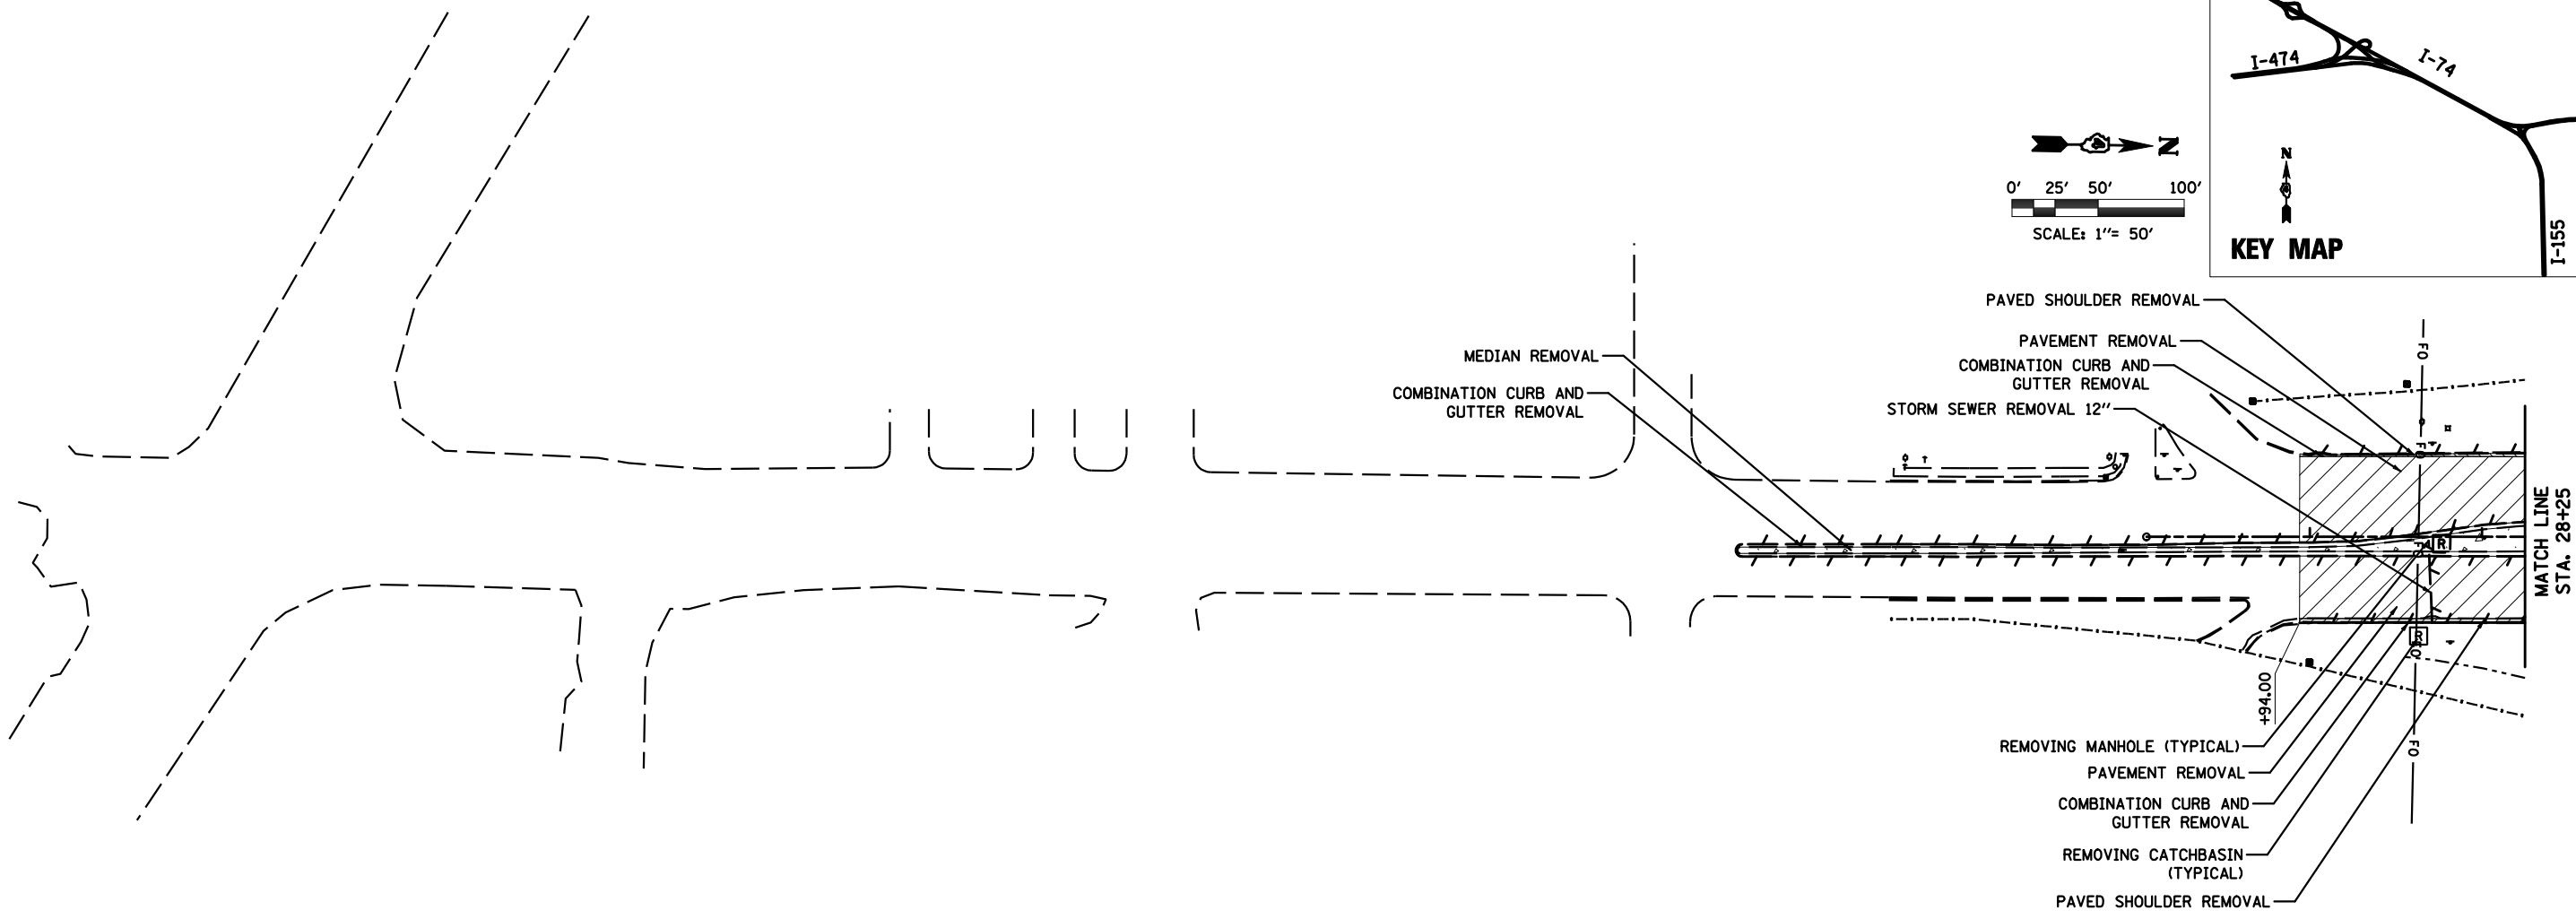 I-474
I-74
N
N
0' 25' 50' 100'
SCALE: 1"= 50'
KEY MAP
I-155
PAVED SHOULDER REMOVAL
PAVEMENT REMOVAL
MEDIAN REMOVAL
COMBINATION CURB AND
GUTTER REMOVAL
COMBINATION CURB AND
GUTTER REMOVAL
STORM SEWER REMOVAL 12"
FO
FO
FO
R
R
FO
FO
MATCH LINE
STA. 28+25
+94.00
REMOVING MANHOLE (TYPICAL)
PAVEMENT REMOVAL
COMBINATION CURB AND
GUTTER REMOVAL
REMOVING CATCHBASIN
(TYPICAL)
PAVED SHOULDER REMOVAL